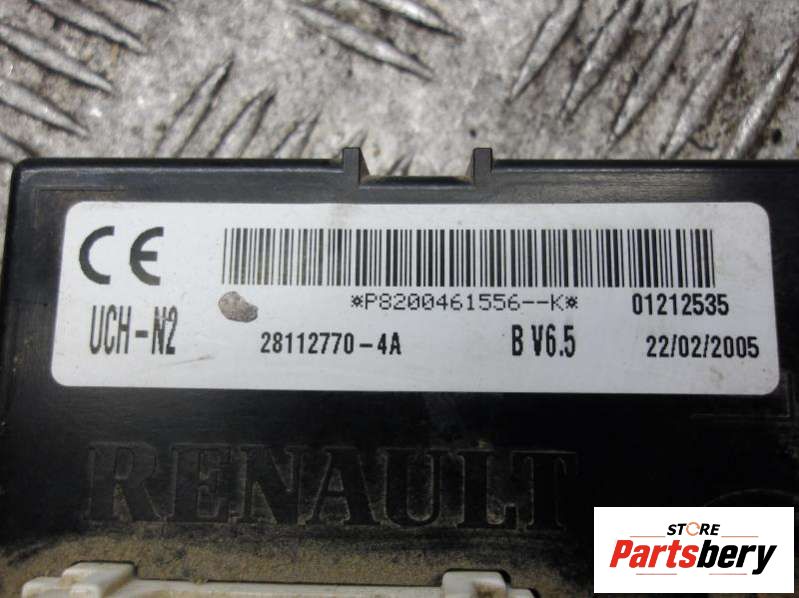 CE
*P8200461556--K* 01212535
UCH-N2 28112770-4A B V6.5 22/02/2005
RENAULT
STORE
Partsbery